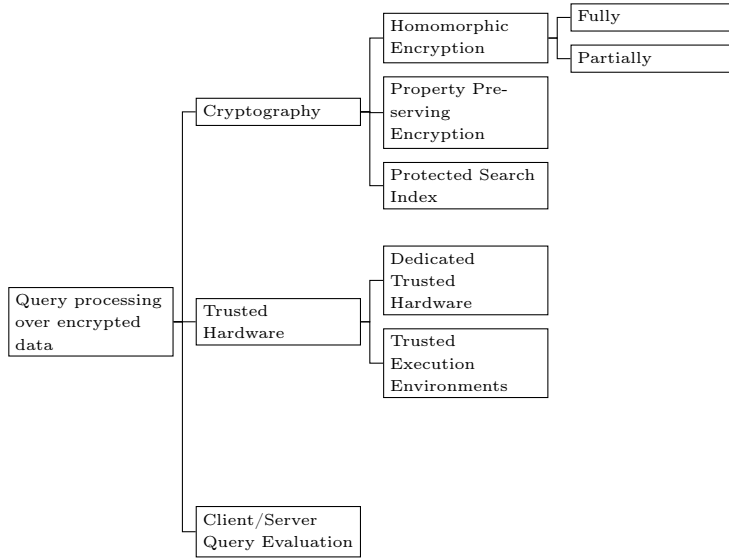 Homomorphic
Encryption
Fully
Partially
Cryptography
Property Pre-
serving
Encryption
Protected Search
Index
Query processing
over encrypted
data
Trusted
Hardware
Dedicated
Trusted
Hardware
Trusted
Execution
Environments
Client/Server
Query Evaluation